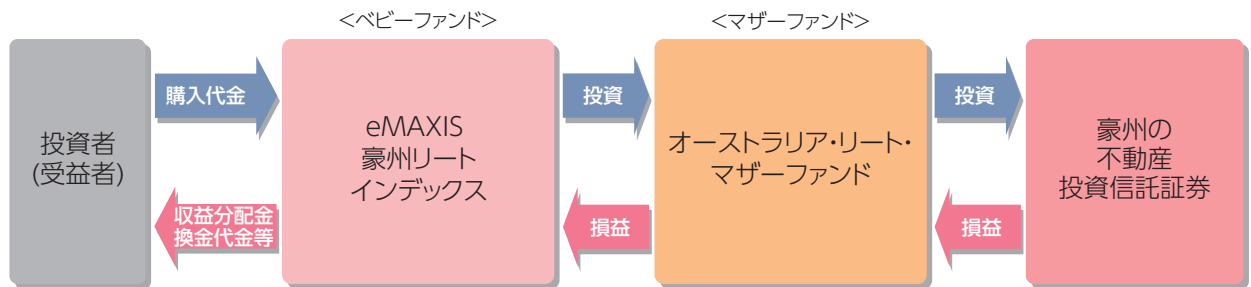 <ベビーファンド>
<マザーファンド>
投資者
(受益者)
購入代金
収益分配金
換金代金等
eMAXIS
豪州リート
インデックス
投資
損益
オーストラリア・リート・
マザーファンド
投資
損益
豪州の
不動産
投資信託証券